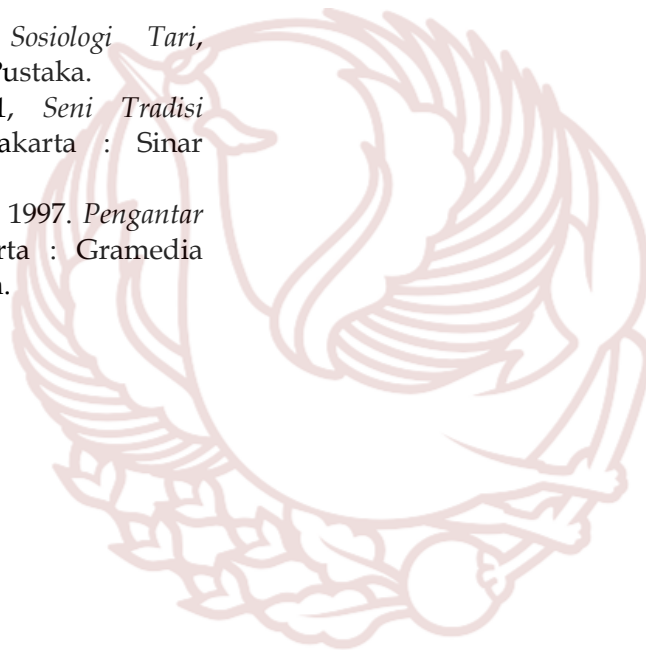 Sosiologi Tari,
Pustaka.
1, Seni Tradisi
akarta : Sinar
1997. Pengantar
rta : Gramedia